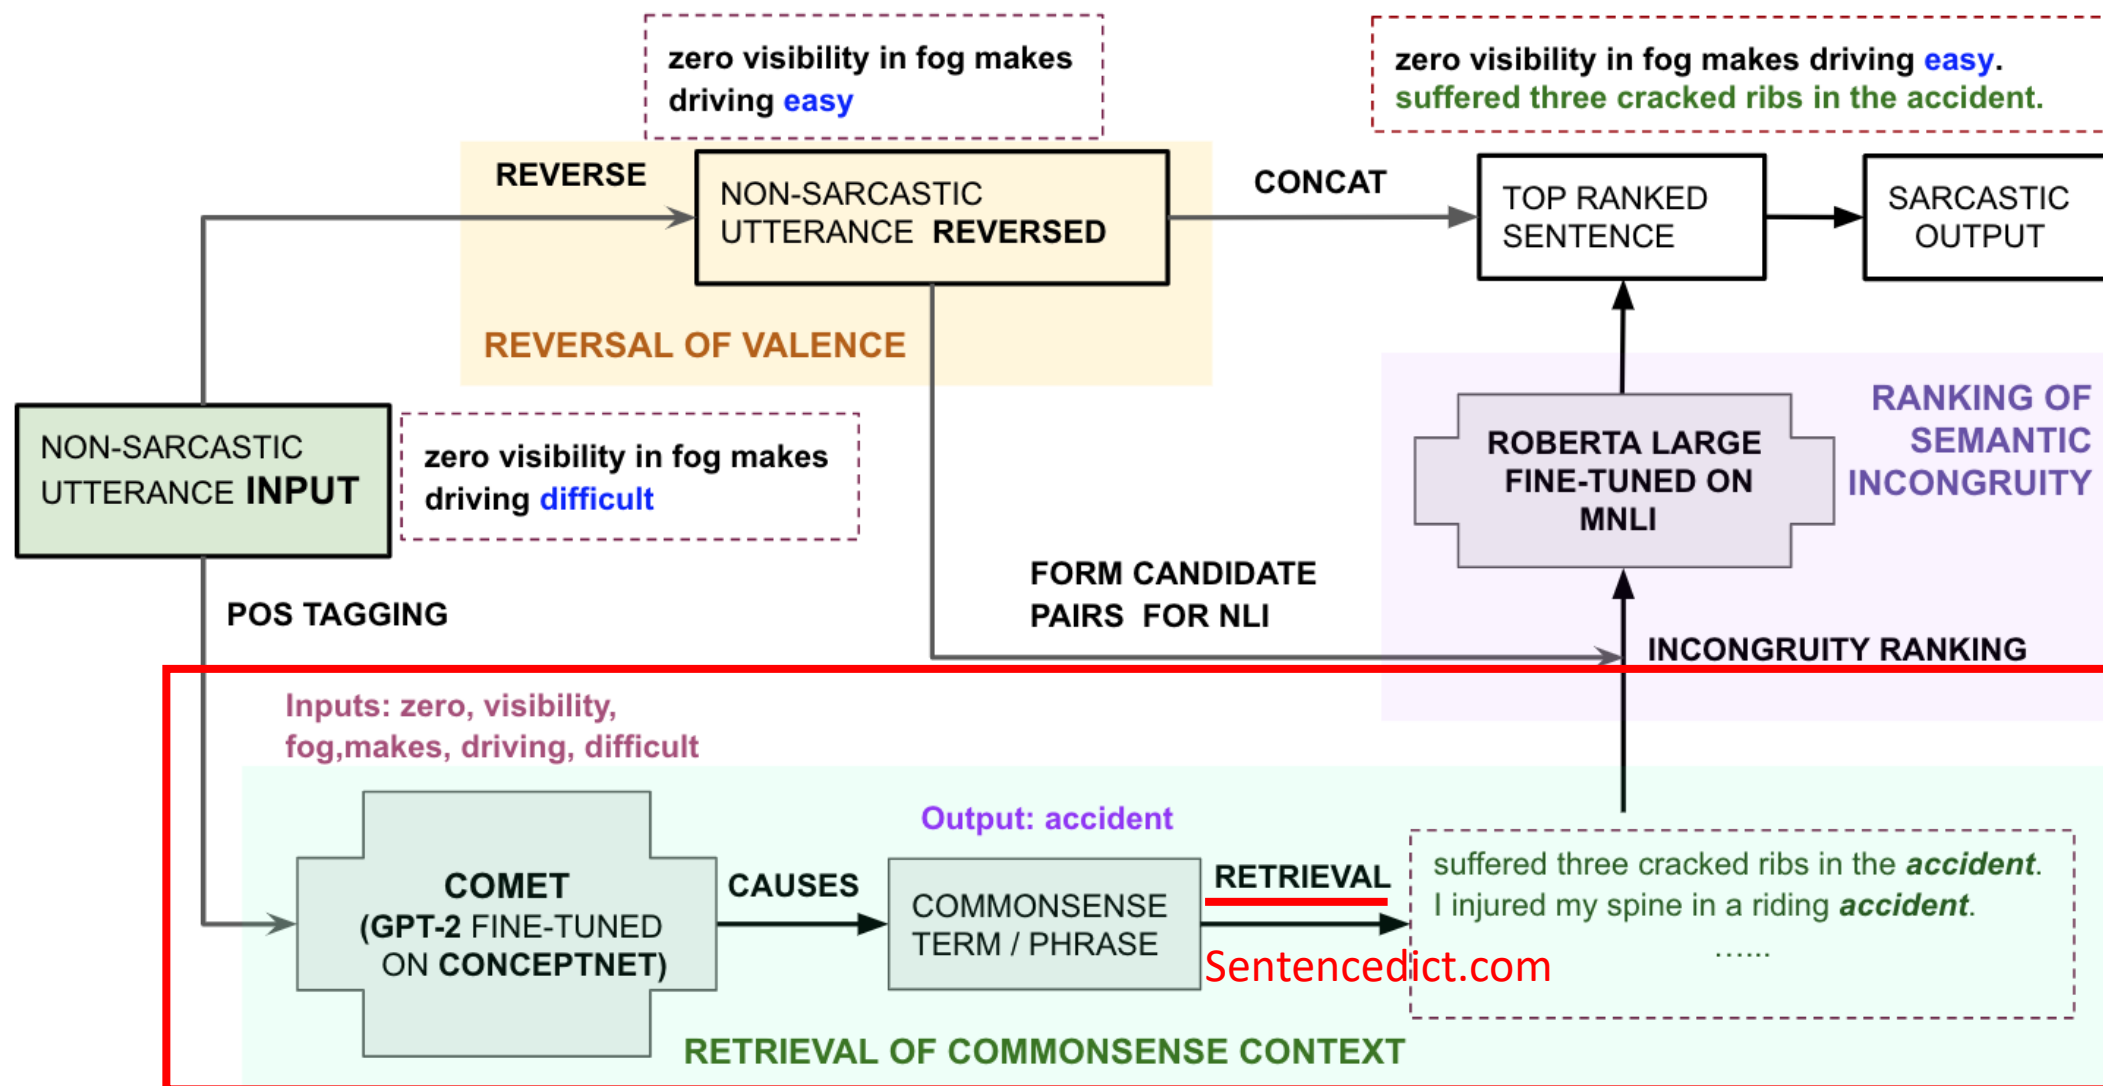 zero visibility in fog makes
driving easy
zero visibility in fog makes driving easy.
suffered three cracked ribs in the accident.
REVERSE
NON-SARCASTIC
UTTERANCE REVERSED
CONCAT
TOP RANKED
SENTENCE
SARCASTIC
OUTPUT
REVERSAL OF VALENCE
NON-SARCASTIC
UTTERANCE INPUT
zero visibility in fog makes
driving difficult
ROBERTA LARGE
FINE-TUNED ON
MNLI
RANKING OF
SEMANTIC
INCONGRUITY
POS TAGGING
FORM CANDIDATE
PAIRS FOR NLI
INCONGRUITY RANKING
Inputs: zero, visibility,
fog,makes, driving, difficult
Output: accident
COMET
(GPT-2 FINE-TUNED
ON CONCEPTNET)
CAUSES
COMMONSENSE
TERM / PHRASE
RETRIEVAL
Sentencedict.com
suffered three cracked ribs in the accident.
I injured my spine in a riding accident.
......
RETRIEVAL OF COMMONSENSE CONTEXT